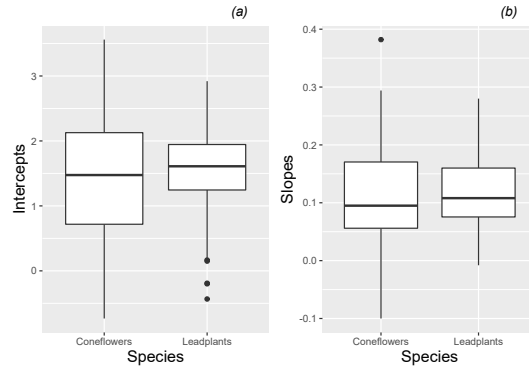 (a)
Intercepts
3
2
1
0
Coneflowers Leadplants
Species
(b)
Slopes
0.4
0.3
0.2
0.1
0.0
-0.1
Coneflowers Leadplants
Species